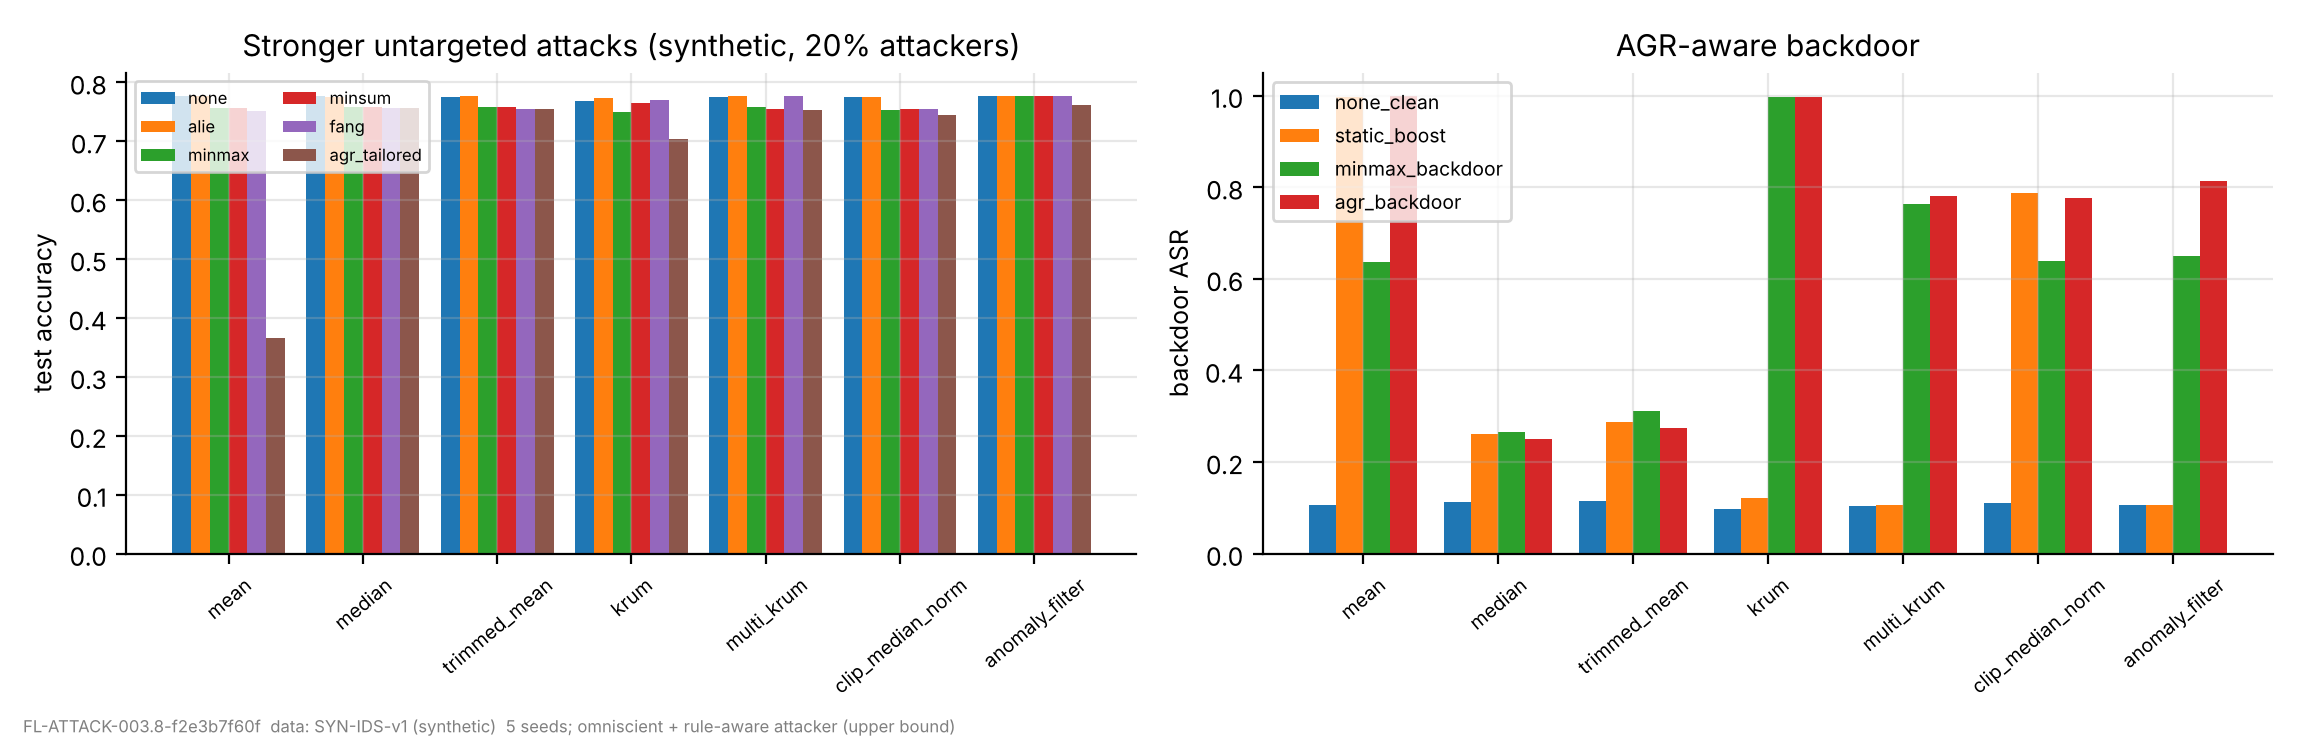 Stronger untargeted attacks (synthetic, 20% attackers)
test accuracy
0.8
0.7
0.6
0.5
0.4
0.3
0.2
0.1
0.0
none
alie
minmax
minsum
fang
agr_tailored
mean
median
trimmed_mean
krum
multi_krum
clip_median_norm
anomaly_filter
AGR-aware backdoor
backdoor ASR
1.0
0.8
0.6
0.4
0.2
0.0
none_clean
static_boost
minmax_backdoor
agr_backdoor
mean
median
trimmed_mean
krum
multi_krum
clip_median_norm
anomaly_filter
FL-ATTACK-003.8-f2e3b7f60f data: SYN-IDS-v1 (synthetic) 5 seeds; omniscient + rule-aware attacker (upper bound)